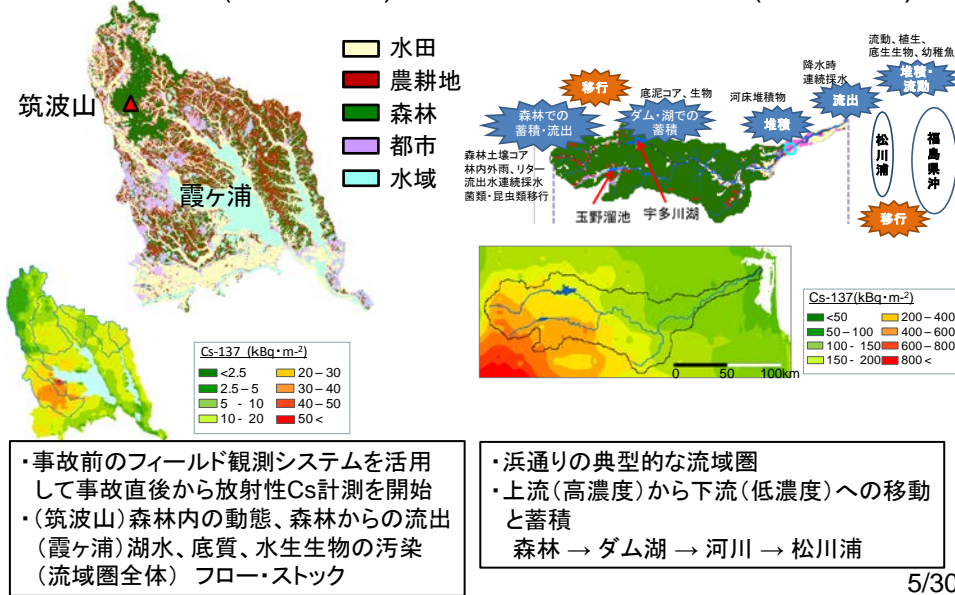 水田
農耕地
森林
都市
水域
筑波山
霞ヶ浦
Cs-137 (kBq・m-2)
<2.5
2.5－5
5 - 10
10 - 20
20－30
30－40
40－50
50＜
流動、植生、
底生生物、幼稚魚
堆積・
流動
降水時
連続採水
流出
河床堆積物
堆積
底泥コア、生物
ダム・湖での
蓄積
移行
森林での
蓄積・流出
森林土壌コア
林内外雨、リター
流出水連続採水
菌類・昆虫類移行
玉野溜池
宇多川湖
松川浦
福島県沖
移行
Cs-137(kBq・m-2)
<50
50－100
100 - 150
150 - 200
200－400
400－600
600－800
800＜
0 50 100km
・事故前のフィールド観測システムを活用
して事故直後から放射性Cs計測を開始
・(筑波山）森林内の動態、森林からの流出
(霞ヶ浦）湖水、底質、水生生物の汚染
（流域圏全体） フロー・ストック
・浜通りの典型的な流域圏
・上流（高濃度）から下流（低濃度）への移動
と蓄積
森林 → ダム湖 → 河川 → 松川浦
5/30